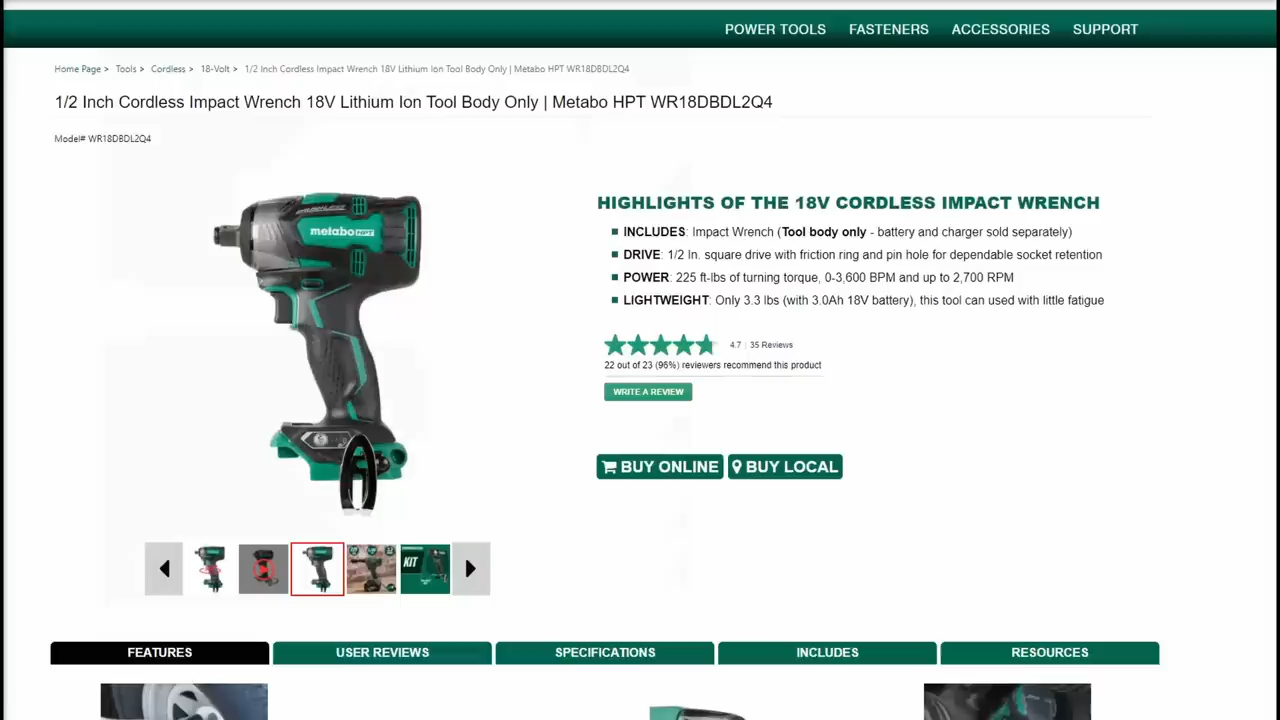 POWER TOOLS FASTENERS ACCESSORIES SUPPORT
Home Page > Tools > Cordless > 18-Volt > 1/2 Inch Cordless Impact Wrench 18V Lithium Ion Tool Body Only | Metabo HPT WR18DBDL2Q4
1/2 Inch Cordless Impact Wrench 18V Lithium Ion Tool Body Only | Metabo HPT WR18DBDL2Q4
Model# WR18DBDL2Q4
metabo HPT
HIGHLIGHTS OF THE 18V CORDLESS IMPACT WRENCH
INCLUDES: Impact Wrench (Tool body only - battery and charger sold separately)
DRIVE: 1/2 In. square drive with friction ring and pin hole for dependable socket retention
POWER: 225 ft-lbs of turning torque, 0-3,600 BPM and up to 2,700 RPM
LIGHTWEIGHT: Only 3.3 lbs (with 3.0Ah 18V battery), this tool can used with little fatigue
4.7 | 35 Reviews
22 out of 23 (96%) reviewers recommend this product
WRITE A REVIEW
BUY ONLINE BUY LOCAL
KIT
FEATURES USER REVIEWS SPECIFICATIONS INCLUDES RESOURCES